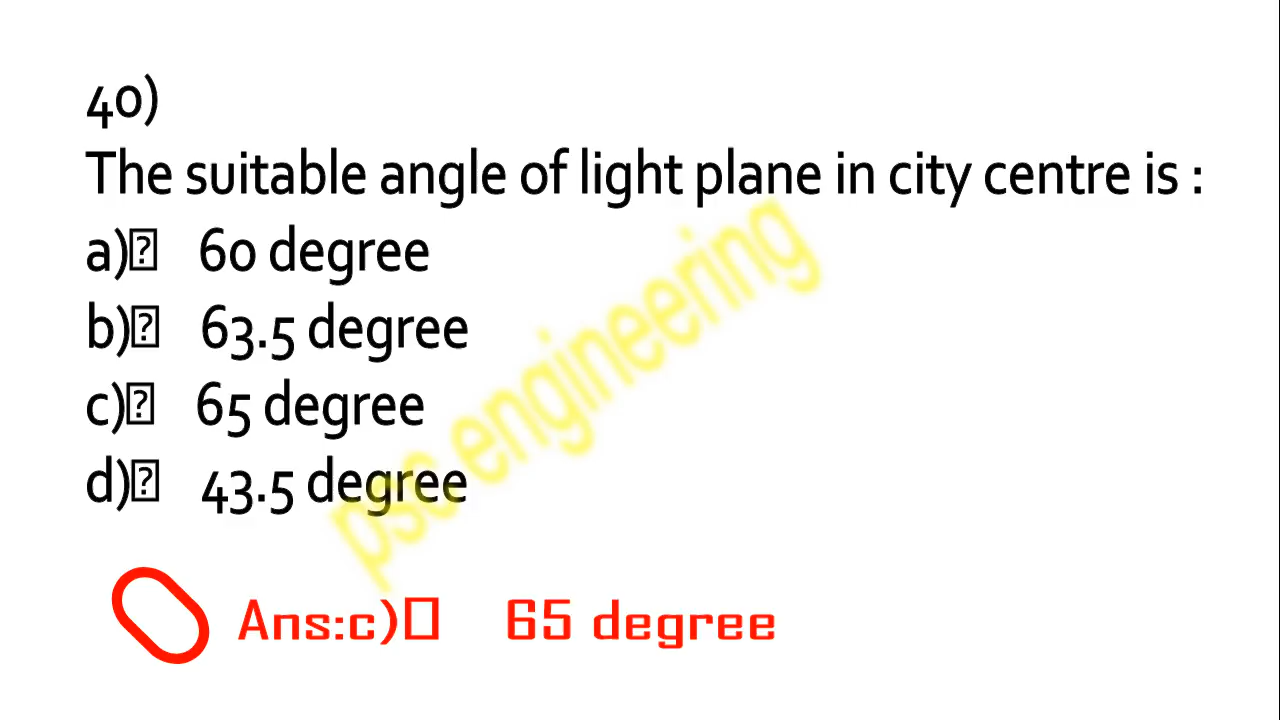 40)
The suitable angle of light plane in city centre is :
a)⍰ 60 degree
b)⍰ 63.5 degree
c)⍰ 65 degree
d)⍰ 43.5 degree
psc engineering
Ans:c)□ 65 degree